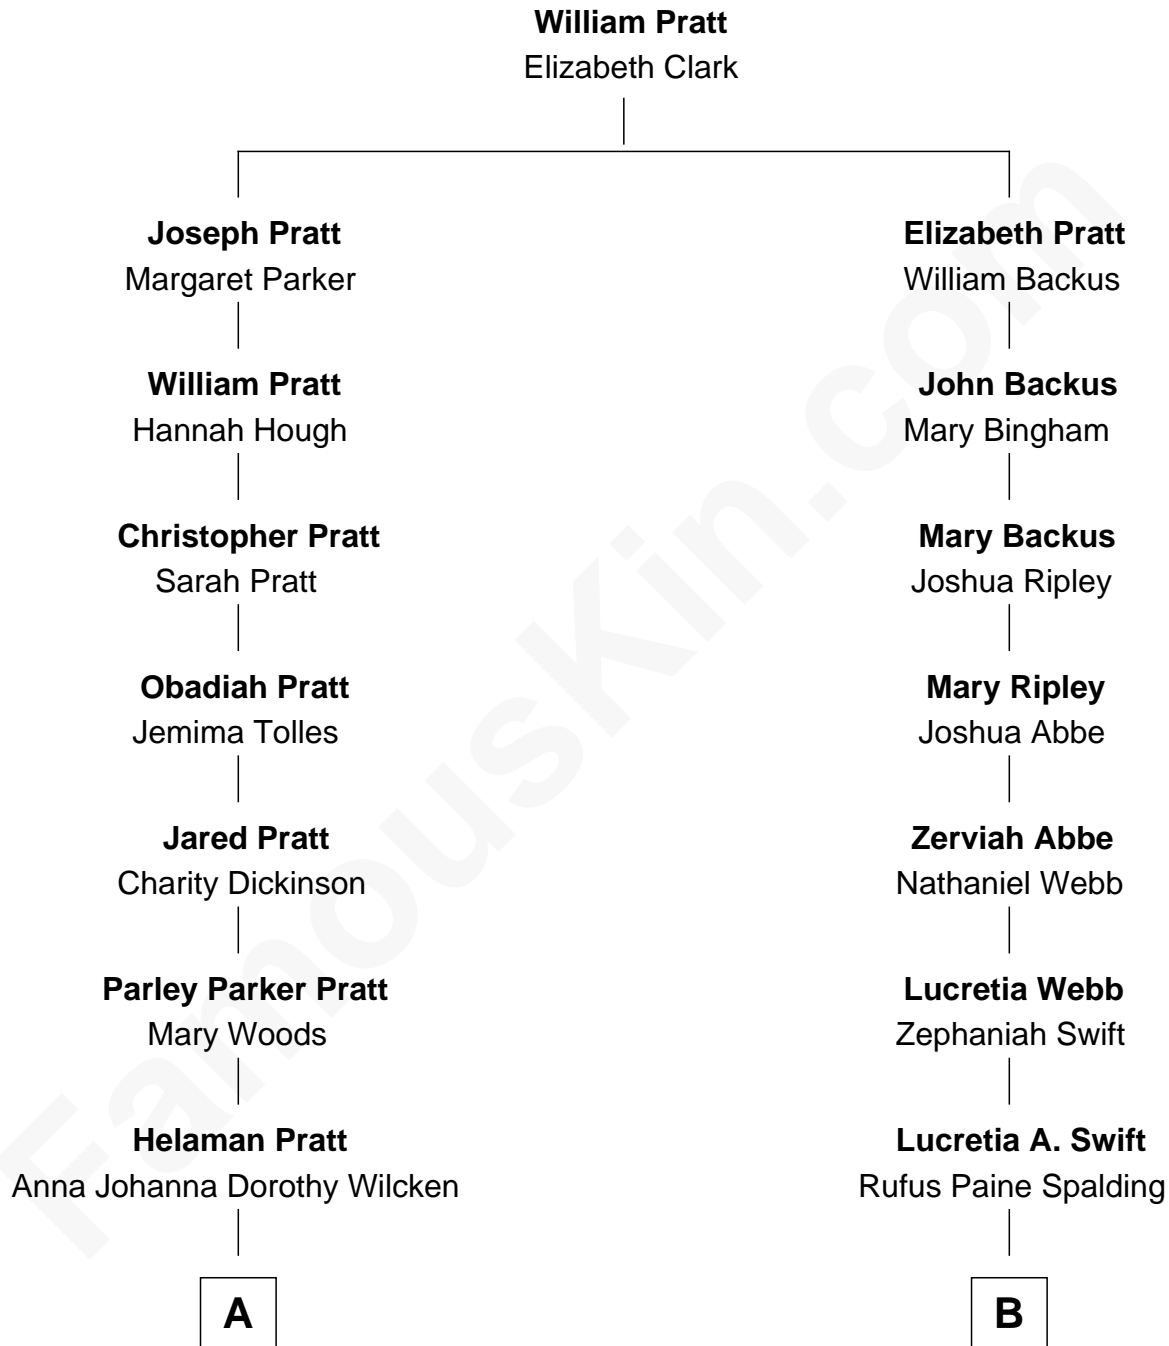 William Pratt
Elizabeth Clark
Joseph Pratt
Margaret Parker
William Pratt
Hannah Hough
Christopher Pratt
Sarah Pratt
Obadiah Pratt
Jemima Tolles
Jared Pratt
Charity Dickinson
Parley Parker Pratt
Mary Woods
Helaman Pratt
Anna Johanna Dorothy Wilcken
A
Elizabeth Pratt
William Backus
John Backus
Mary Bingham
Mary Backus
Joshua Ripley
Mary Ripley
Joshua Abbe
Zerviah Abbe
Nathaniel Webb
Lucretia Webb
Zephaniah Swift
Lucretia A. Swift
Rufus Paine Spalding
B
FamousKin.com